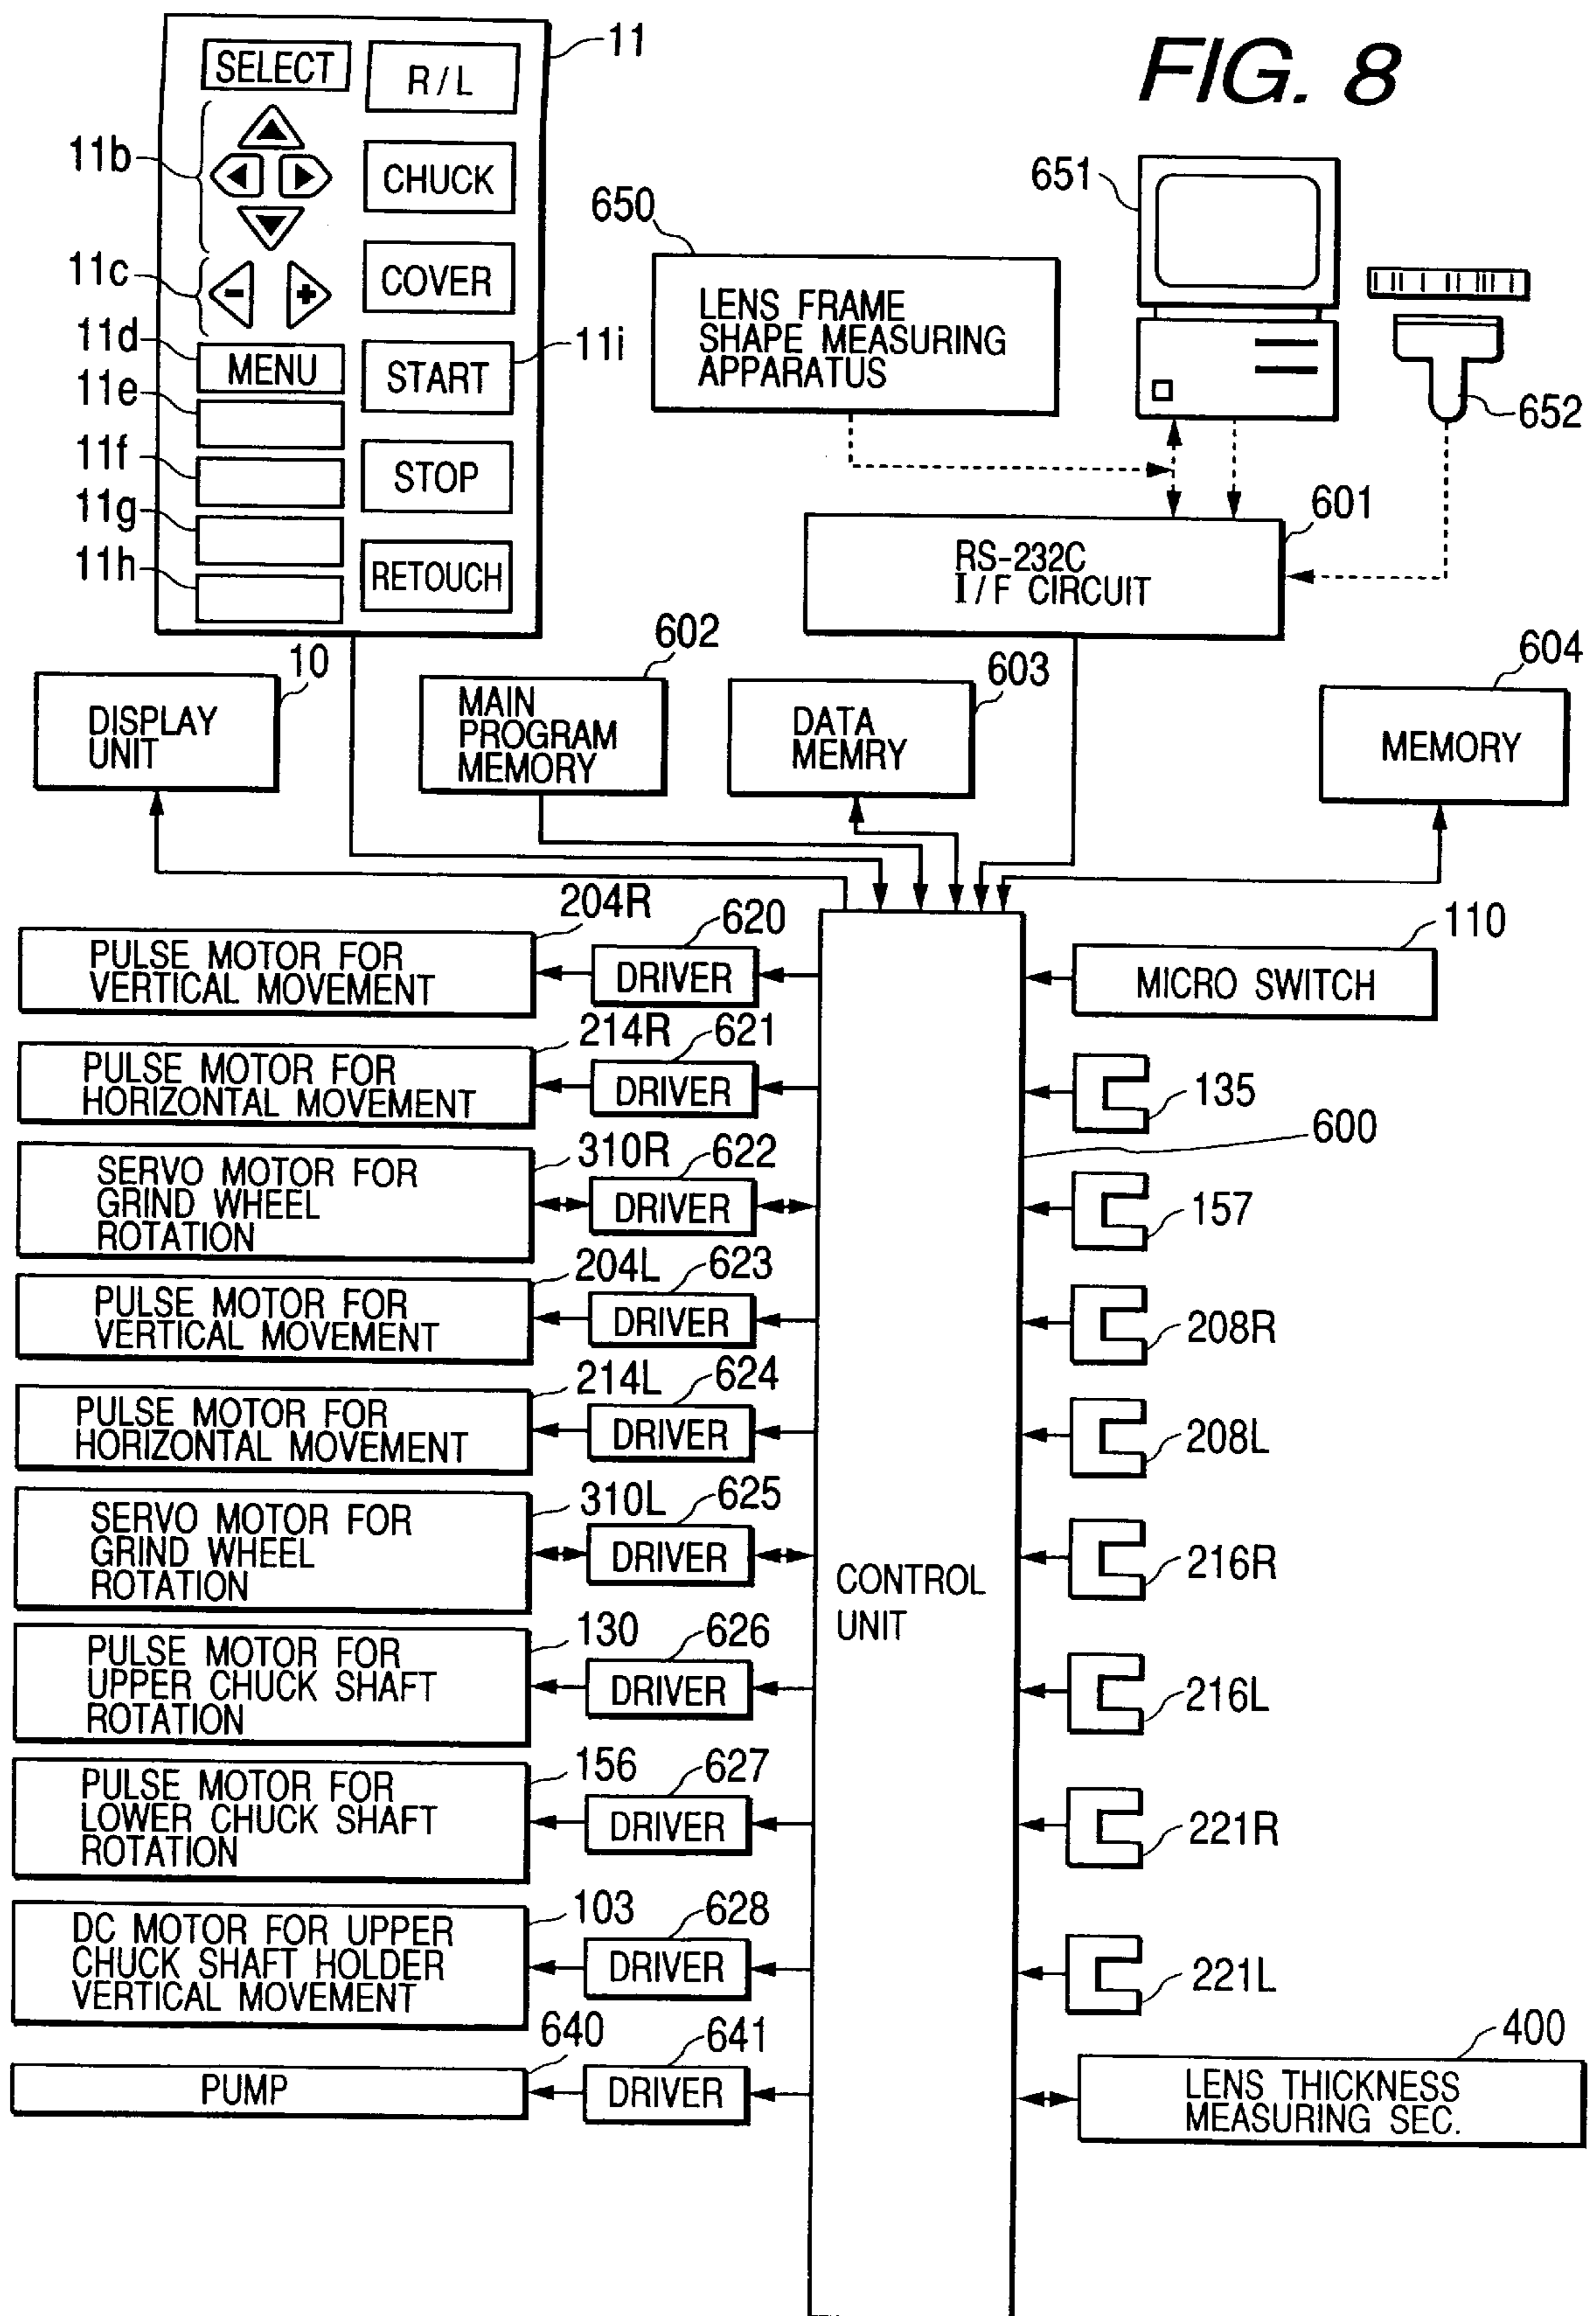 FIG. 8
11
SELECT
R/L
11b
CHUCK
11c
-
+
COVER
11d
MENU
START
11i
11e
11f
STOP
11g
11h
RETOUCH
650
LENS FRAME
SHAPE MEASURING
APPARATUS
651
652
601
RS-232C
I/F CIRCUIT
10
DISPLAY
UNIT
602
MAIN
PROGRAM
MEMORY
603
DATA
MEMRY
604
MEMORY
204R
PULSE MOTOR FOR
VERTICAL MOVEMENT
620
DRIVER
214R
PULSE MOTOR FOR
HORIZONTAL MOVEMENT
621
DRIVER
310R
SERVO MOTOR FOR
GRIND WHEEL
ROTATION
622
DRIVER
204L
PULSE MOTOR FOR
VERTICAL MOVEMENT
623
DRIVER
214L
PULSE MOTOR FOR
HORIZONTAL MOVEMENT
624
DRIVER
310L
SERVO MOTOR FOR
GRIND WHEEL
ROTATION
625
DRIVER
130
PULSE MOTOR FOR
UPPER CHUCK SHAFT
ROTATION
626
DRIVER
156
PULSE MOTOR FOR
LOWER CHUCK SHAFT
ROTATION
627
DRIVER
103
DC MOTOR FOR UPPER
CHUCK SHAFT HOLDER
VERTICAL MOVEMENT
628
DRIVER
640
PUMP
641
DRIVER
CONTROL
UNIT
110
MICRO SWITCH
135
600
157
208R
208L
216R
216L
221R
221L
400
LENS THICKNESS
MEASURING SEC.